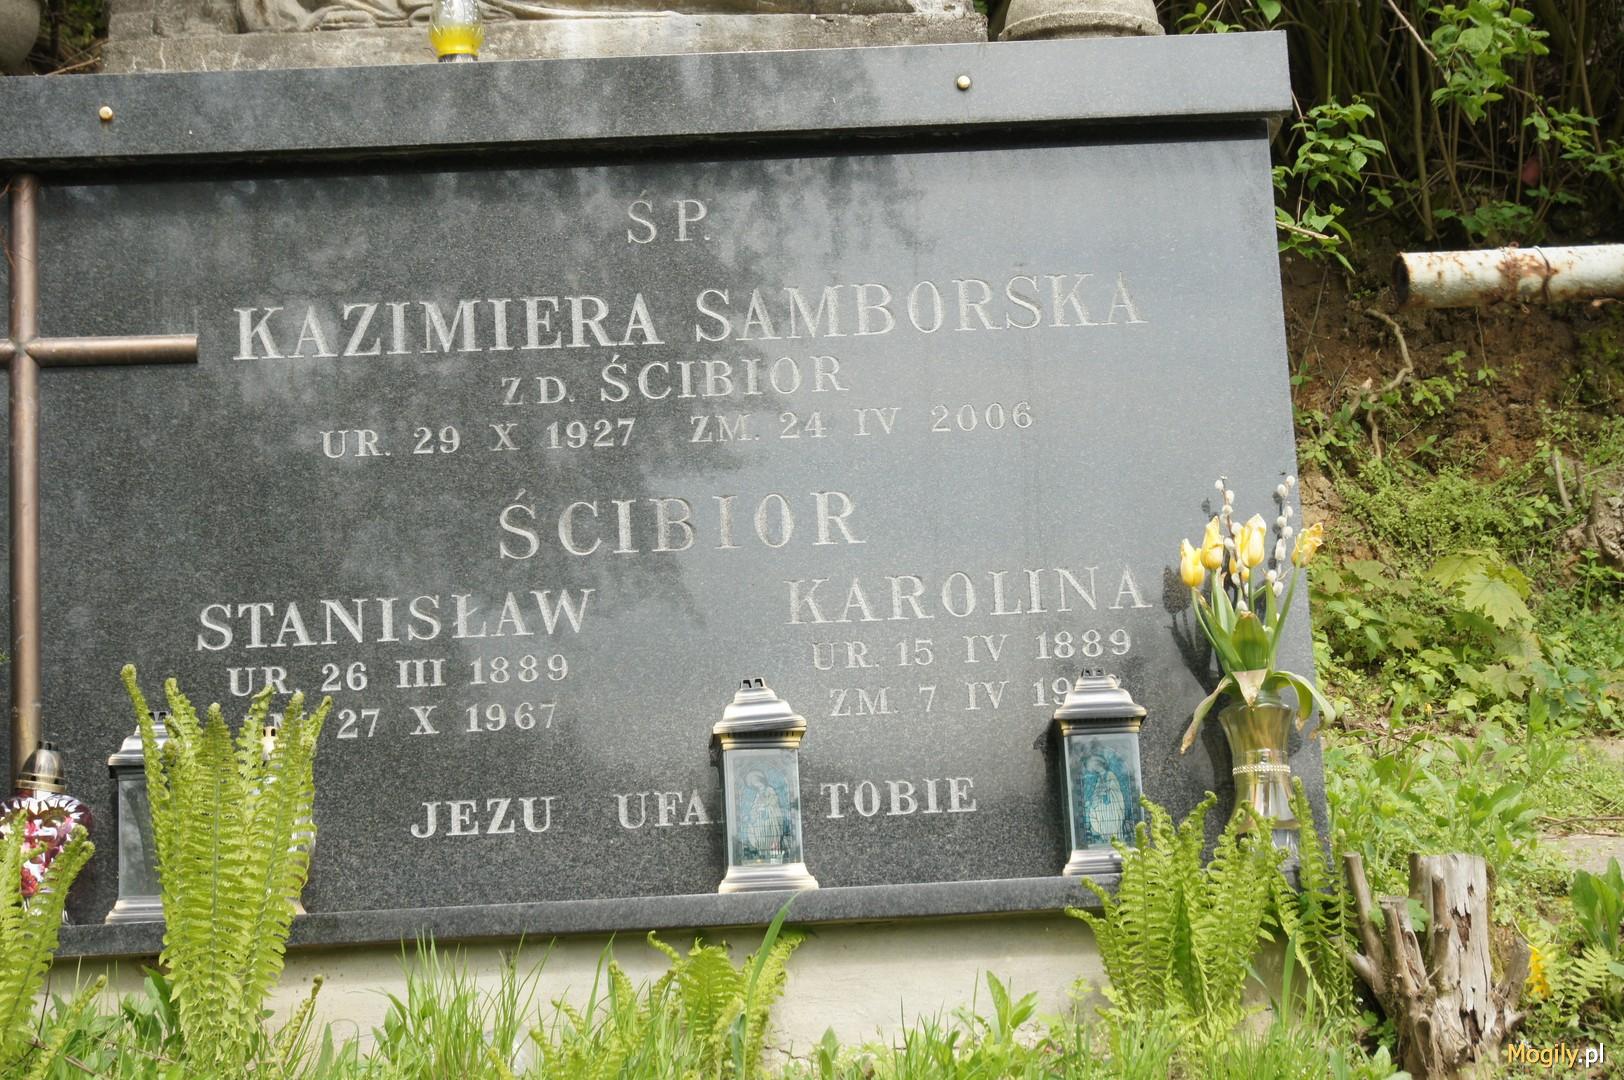 ŚP.
KAZIMIERA SAMBORSKA
Z D. ŚCIBIOR
UR. 29 X 1927 ZM. 24 IV 2006
ŚCIBIOR
STANISŁAW KAROLINA
UR. 26 III 1889 UR. 15 IV 1889
27 X 1967 ZM. 7 IV
JEZU TOBIE
Mogily.pl